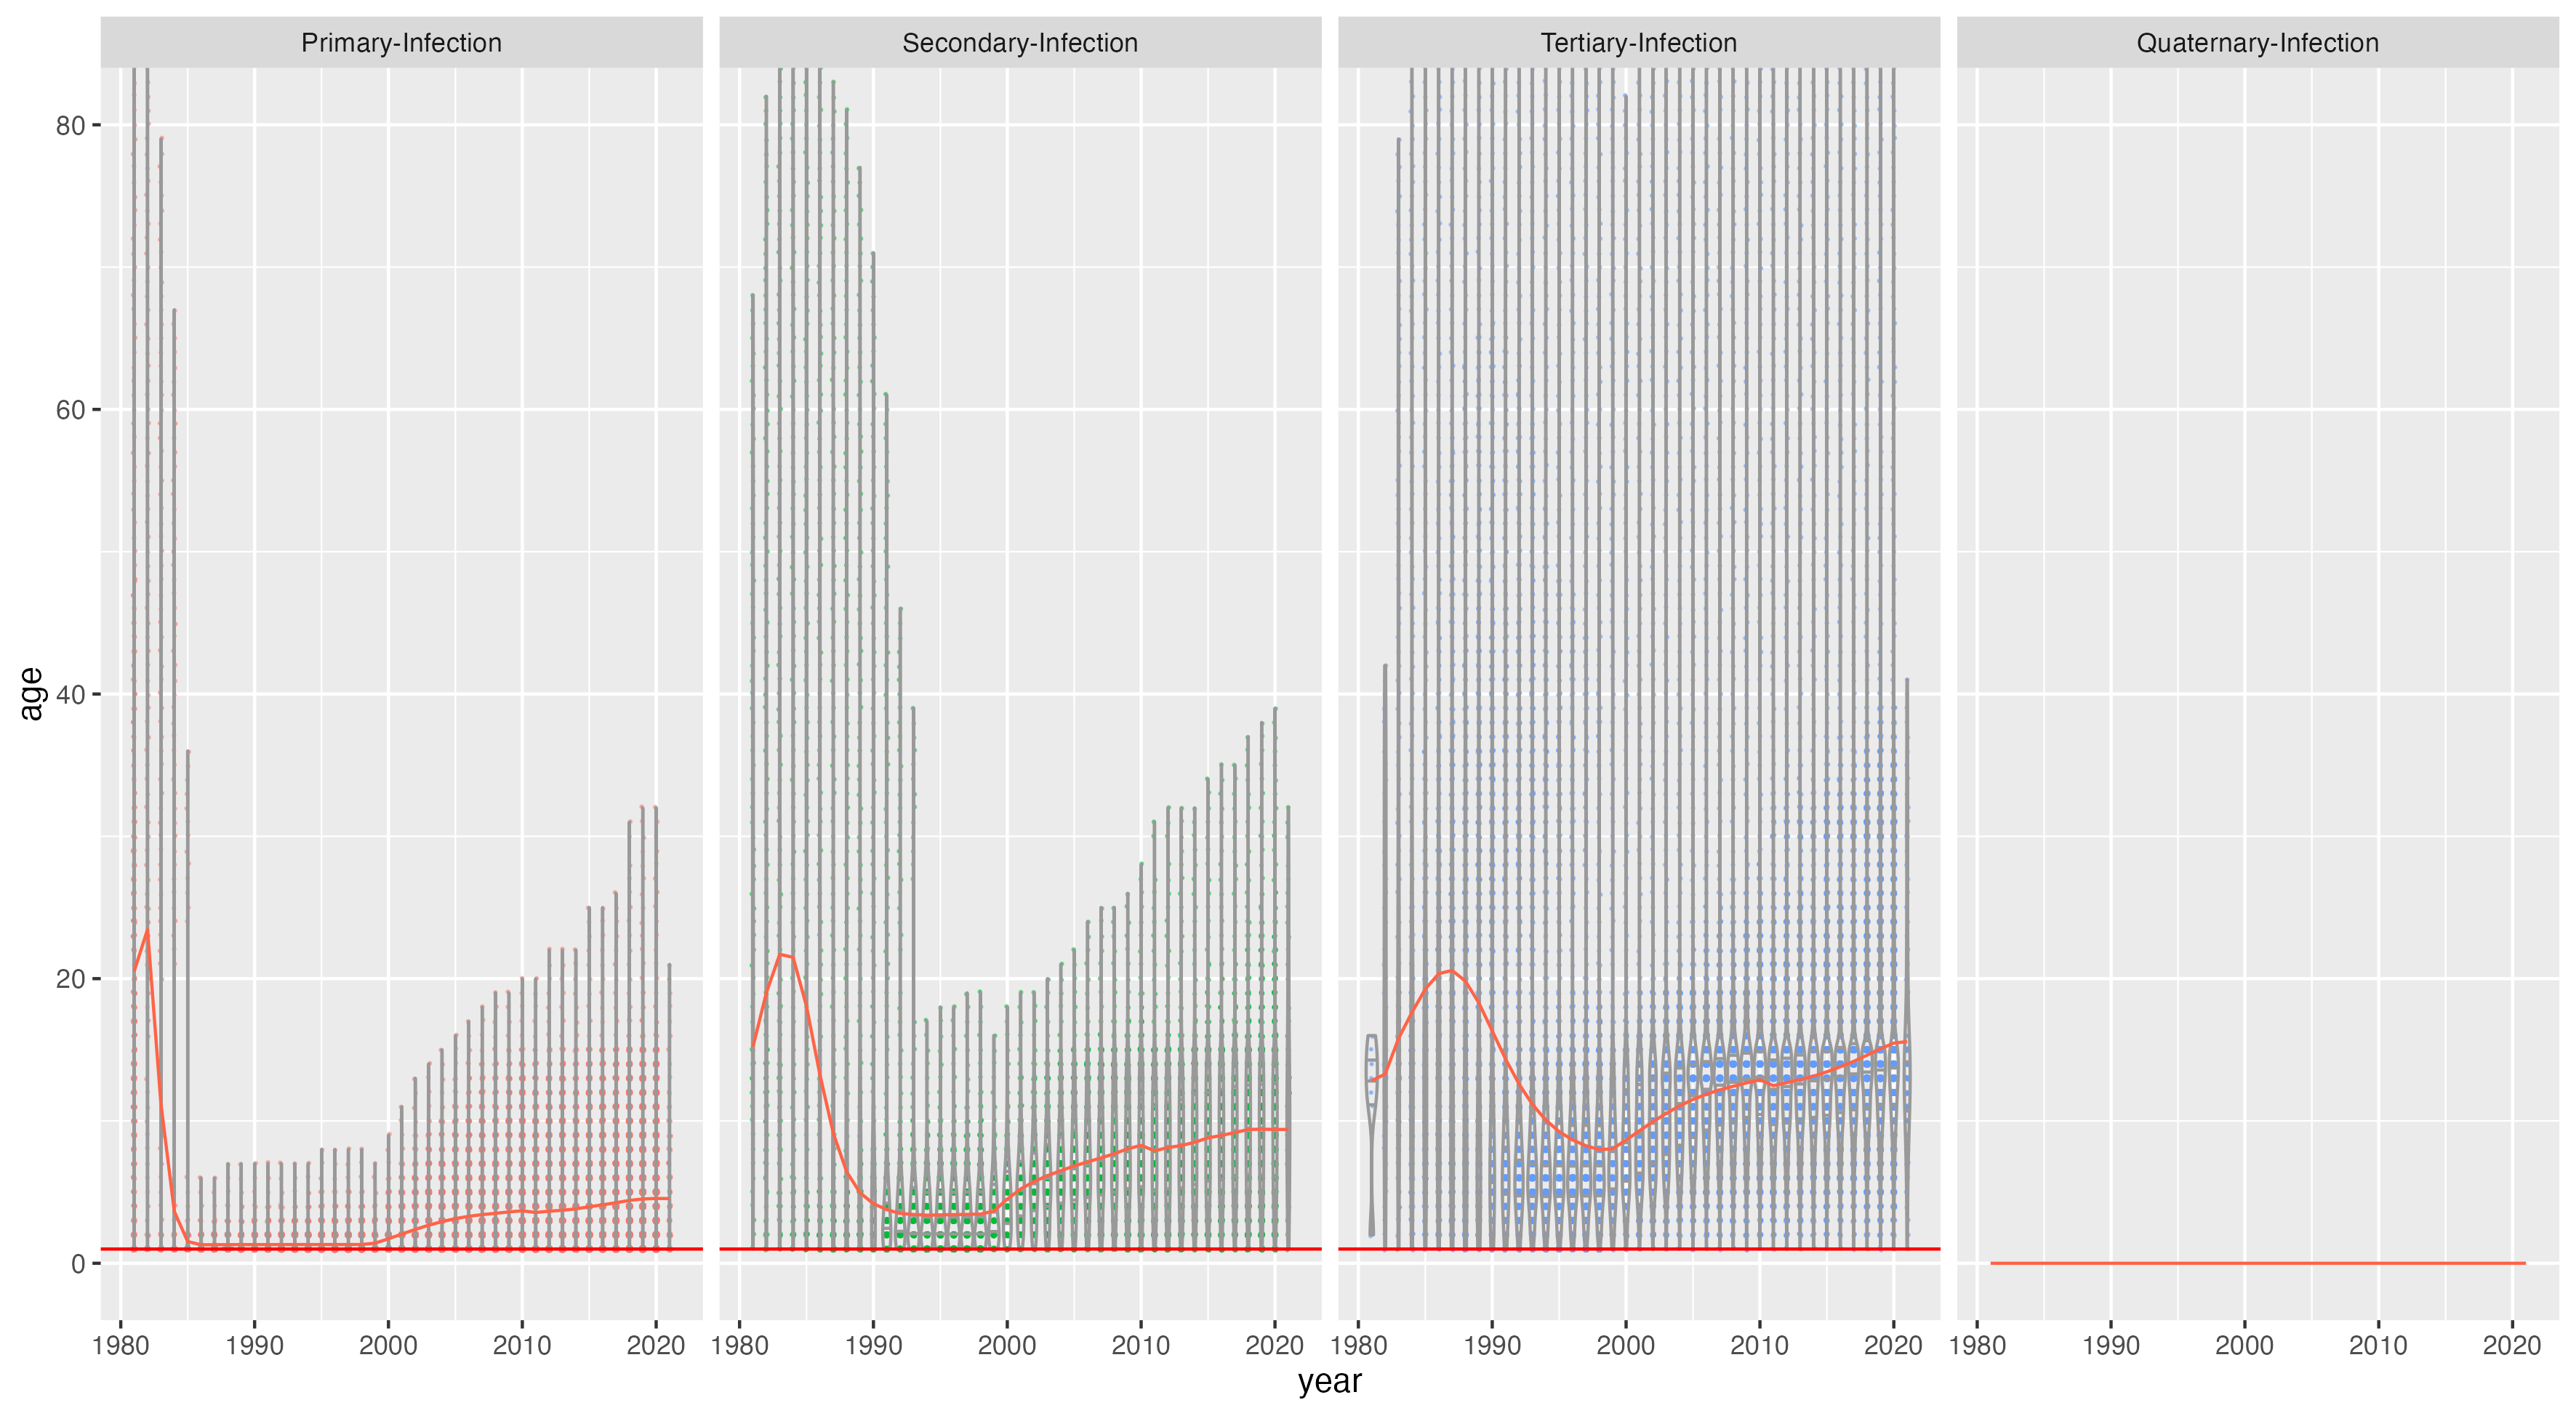 Primary-Infection Secondary-Infection Tertiary-Infection Quaternary-Infection
80
60
40
20
0
age
1980 1990 2000 2010 2020 1980 1990 2000 2010 2020 1980 1990 2000 2010 2020 1980 1990 2000 2010 2020
year